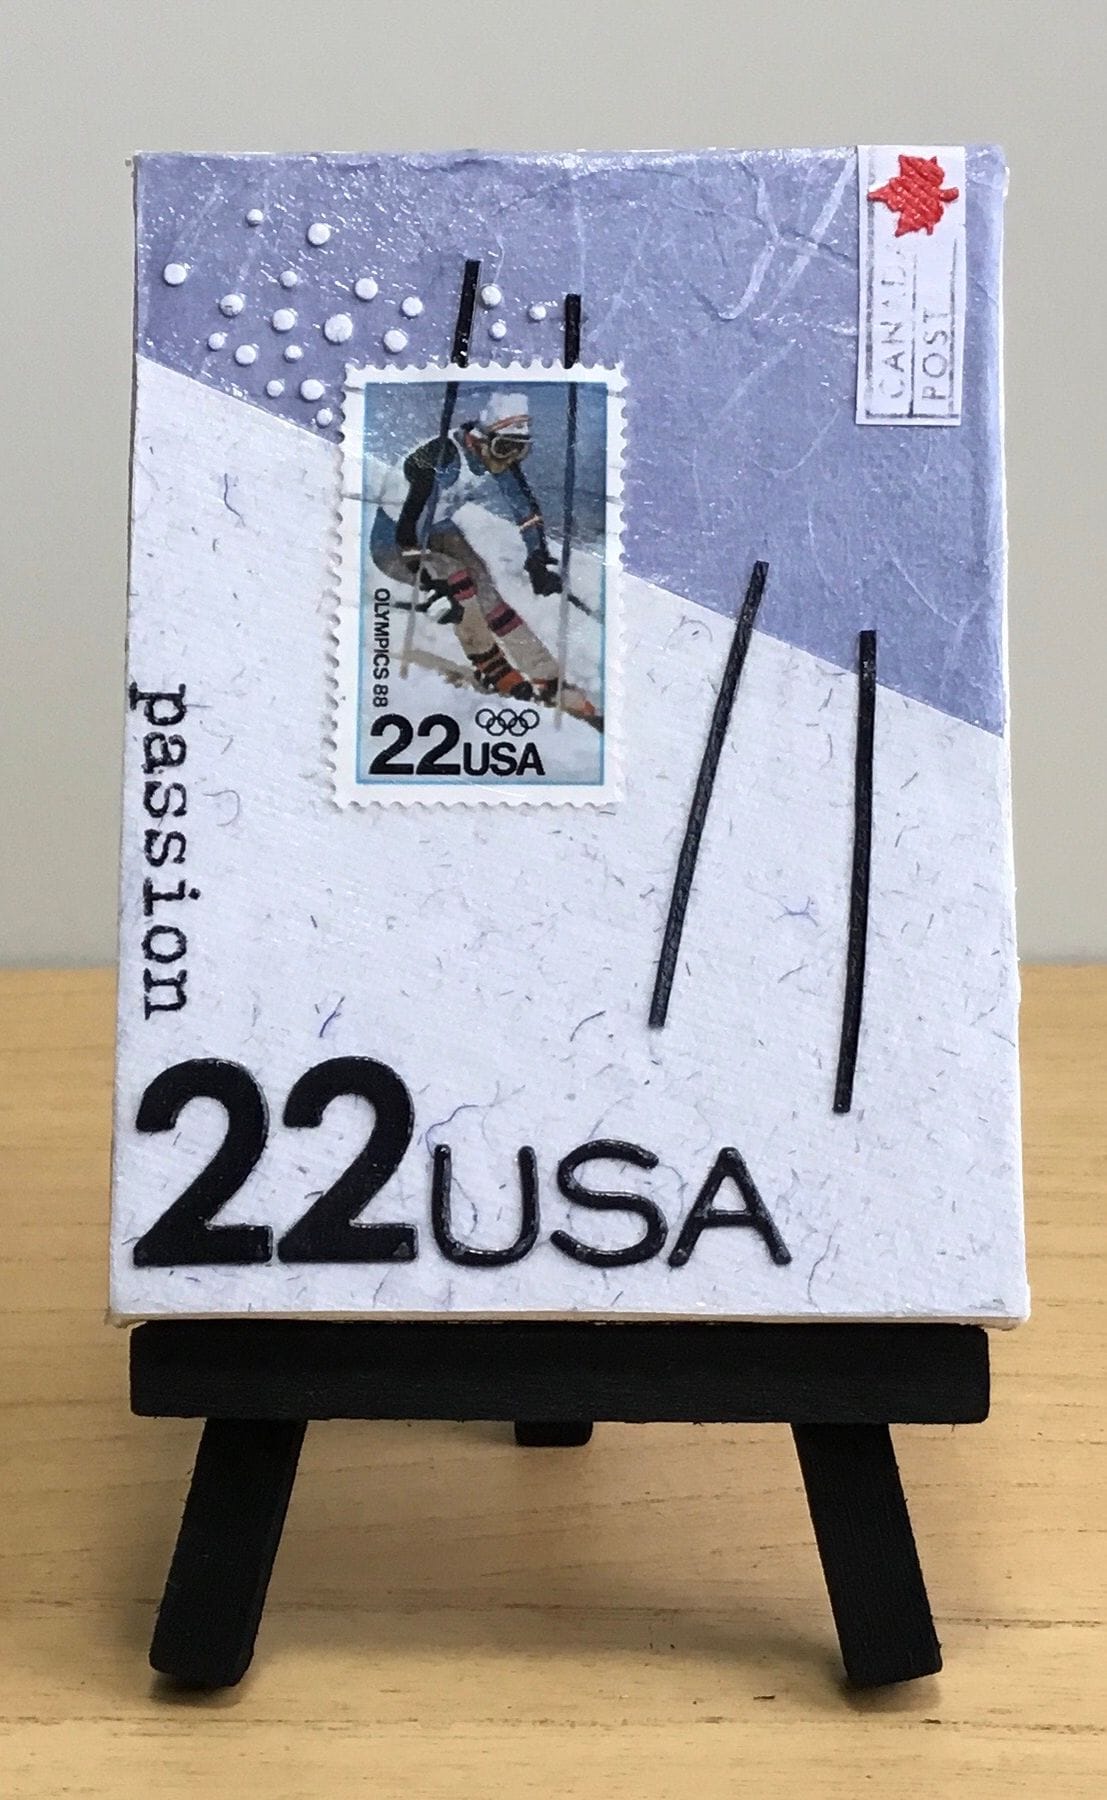 CANADA
POST
OLYMPICS 88
22USA
passion
22USA